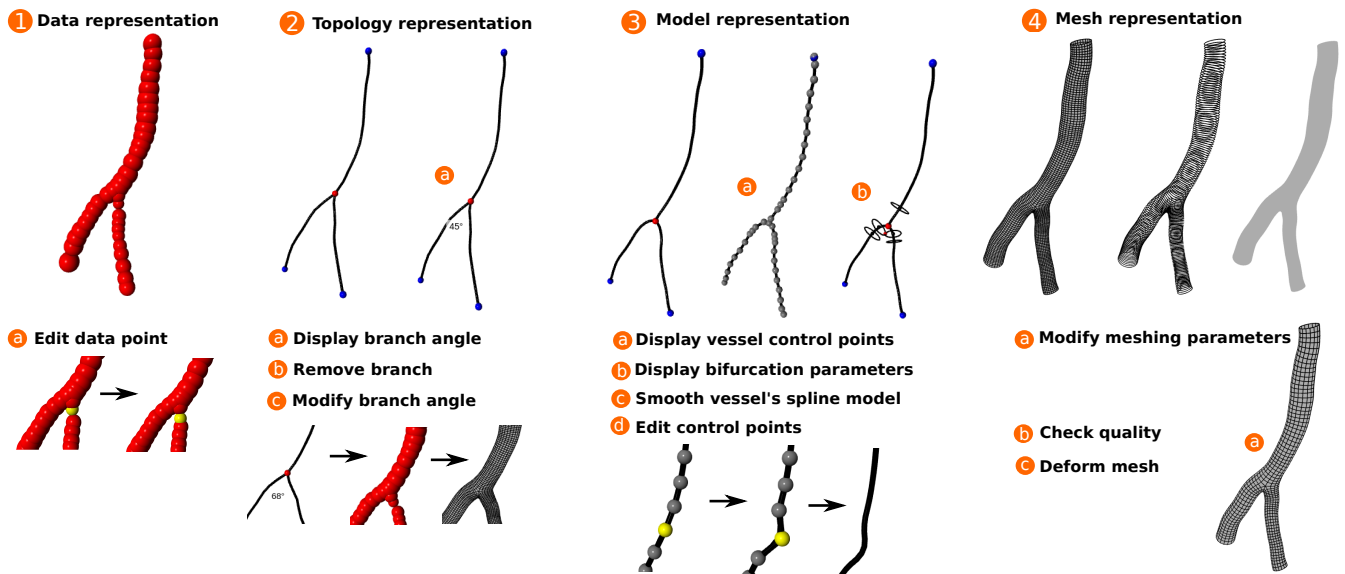 1 Data representation
2 Topology representation
3 Model representation
4 Mesh representation
a
45°
a
b
a Edit data point
a Display branch angle
b Remove branch
c Modify branch angle
68°
a Display vessel control points
b Display bifurcation parameters
c Smooth vessel's spline model
d Edit control points
a Modify meshing parameters
b Check quality
c Deform mesh
a